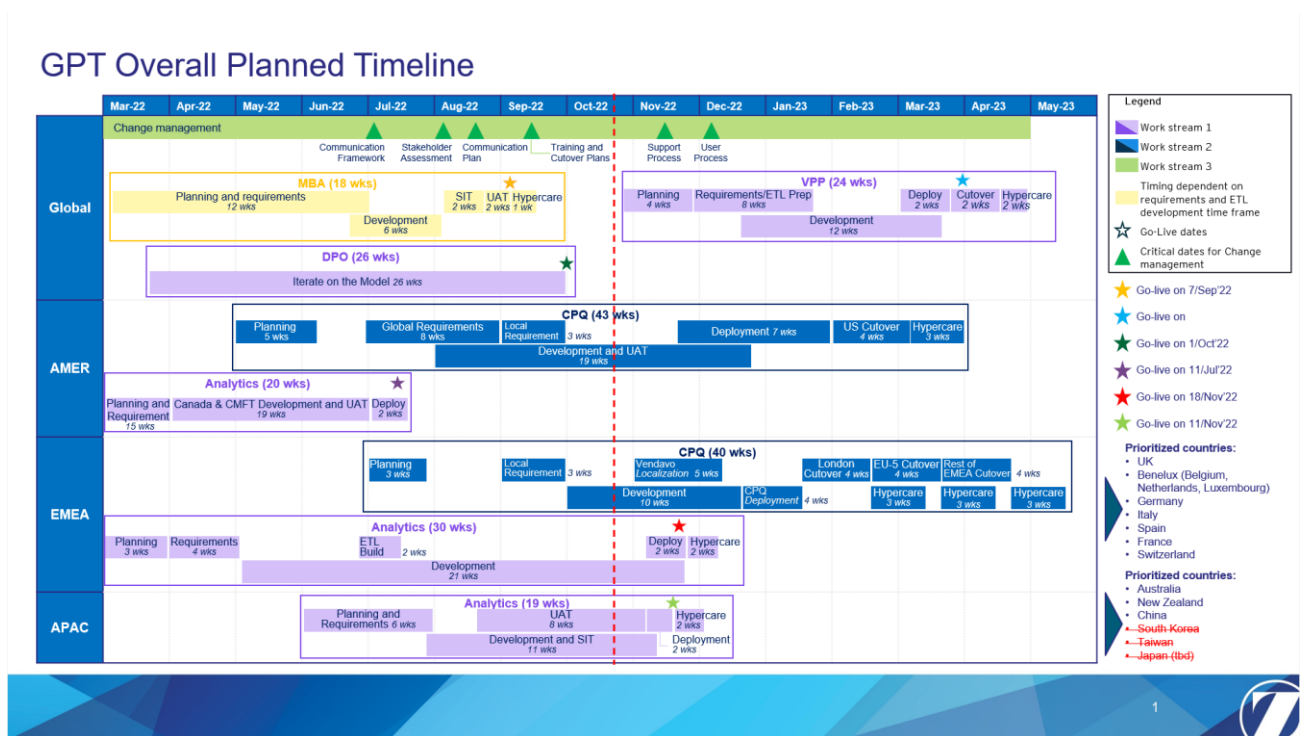 GPT Overall Planned Timeline
Mar-22 Apr-22 May-22 Jun-22 Jul-22 Aug-22 Sep-22 Oct-22 Nov-22 Dec-22 Jan-23 Feb-23 Mar-23 Apr-23 May-23
Global
Change management
Communication
Framework
Stakeholder
Assessment
Communication
Plan
Training and
Cutover Plans
Support
Process
User
Process
MBA (18 wks)
Planning and requirements
12 wks
SIT
2 wks
UAT
2 wks
Hypercare
1 wk
Development
6 wks
VPP (24 wks)
Planning
4 wks
Requirements/ETL Prep
8 wks
Deploy
2 wks
Cutover
2 wks
Hypercare
2 wks
Development
12 wks
DPO (26 wks)
Iterate on the Model 26 wks
AMER
CPQ (43 wks)
Planning
5 wks
Global Requirements
8 wks
Local
Requirement
3 wks
Deployment 7 wks
US Cutover
4 wks
Hypercare
3 wks
Development and UAT
19 wks
Analytics (20 wks)
Planning and
Requirement
15 wks
Canada & CMFT Development and UAT
19 wks
Deploy
2 wks
EMEA
CPQ (40 wks)
Planning
3 wks
Local
Requirement
3 wks
Vendavo
Localization 5 wks
London
Cutover 4 wks
EU-5 Cutover
4 wks
Rest of
EMEA Cutover
4 wks
Development
10 wks
CPQ
Deployment
4 wks
Hypercare
3 wks
Hypercare
3 wks
Hypercare
3 wks
Analytics (30 wks)
Planning
3 wks
Requirements
4 wks
ETL
Build
2 wks
Deploy
2 wks
Hypercare
2 wks
Development
21 wks
APAC
Analytics (19 wks)
Planning and
Requirements 6 wks
UAT
8 wks
Hypercare
2 wks
Development and SIT
11 wks
Deployment
2 wks
Legend
Work stream 1
Work stream 2
Work stream 3
Timing dependent on
requirements and ETL
development time frame
Go-Live dates
Critical dates for Change
management
Go-live on 7/Sep'22
Go-live on
Go-live on 1/Oct'22
Go-live on 11/Jul'22
Go-live on 18/Nov'22
Go-live on 11/Nov'22
Prioritized countries:
• UK
• Benelux (Belgium,
Netherlands, Luxembourg)
• Germany
• Italy
• Spain
• France
• Switzerland
Prioritized countries:
• Australia
• New Zealand
• China
• South Korea
• Taiwan
• Japan (tbd)
1